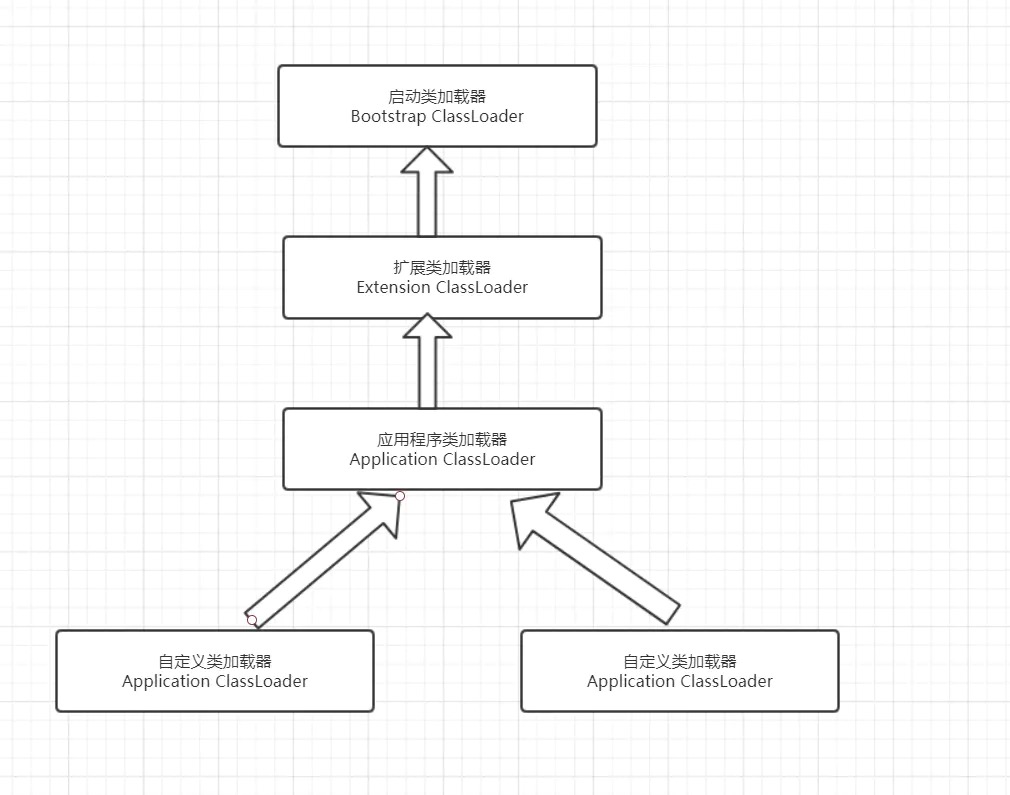 启动类加载器
Bootstrap ClassLoader
扩展类加载器
Extension ClassLoader
应用程序类加载器
Application ClassLoader
自定义类加载器
Application ClassLoader
自定义类加载器
Application ClassLoader